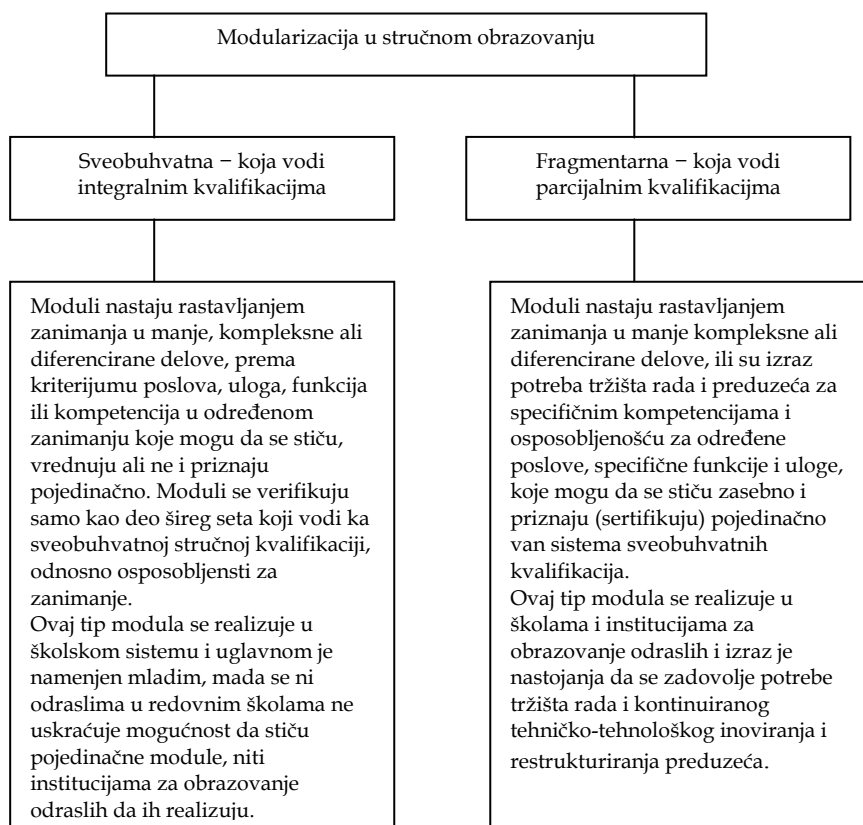 Modularizacija u stručnom obrazovanju
Sveobuhvatna − koja vodi
integralnim kvalifikacijma
Fragmentarna − koja vodi
parcijalnim kvalifikacijma
Moduli nastaju rastavljanjem
zanimanja u manje, kompleksne ali
diferencirane delove, prema
kriterijumu poslova, uloga, funkcija
ili kompetencija u određenom
zanimanju koje mogu da se stiču,
vrednuju ali ne i priznaju
pojedinačno. Moduli se verifikuju
samo kao deo šireg seta koji vodi ka
sveobuhvatnoj stručnoj kvalifikaciji,
odnosno osposobljensti za
zanimanje.
Ovaj tip modula se realizuje u
školskom sistemu i uglavnom je
namenjen mladim, mada se ni
odraslima u redovnim školama ne
uskraćuje mogućnost da stiču
pojedinačne module, niti
institucijama za obrazovanje
odraslih da ih realizuju.
Moduli nastaju rastavljanjem
zanimanja u manje kompleksne ali
diferencirane delove, ili su izraz
potreba tržišta rada i preduzeća za
specifičnim kompetencijama i
osposobljenošću za određene
poslove, specifične funkcije i uloge,
koje mogu da se stiču zasebno i
priznaju (sertifikuju) pojedinačno
van sistema sveobuhvatnih
kvalifikacija.
Ovaj tip modula se realizuje u
školama i institucijama za
obrazovanje odraslih i izraz je
nastojanja da se zadovolje potrebe
tržišta rada i kontinuiranog
tehničko-tehnološkog inoviranja i
restrukturiranja preduzeća.